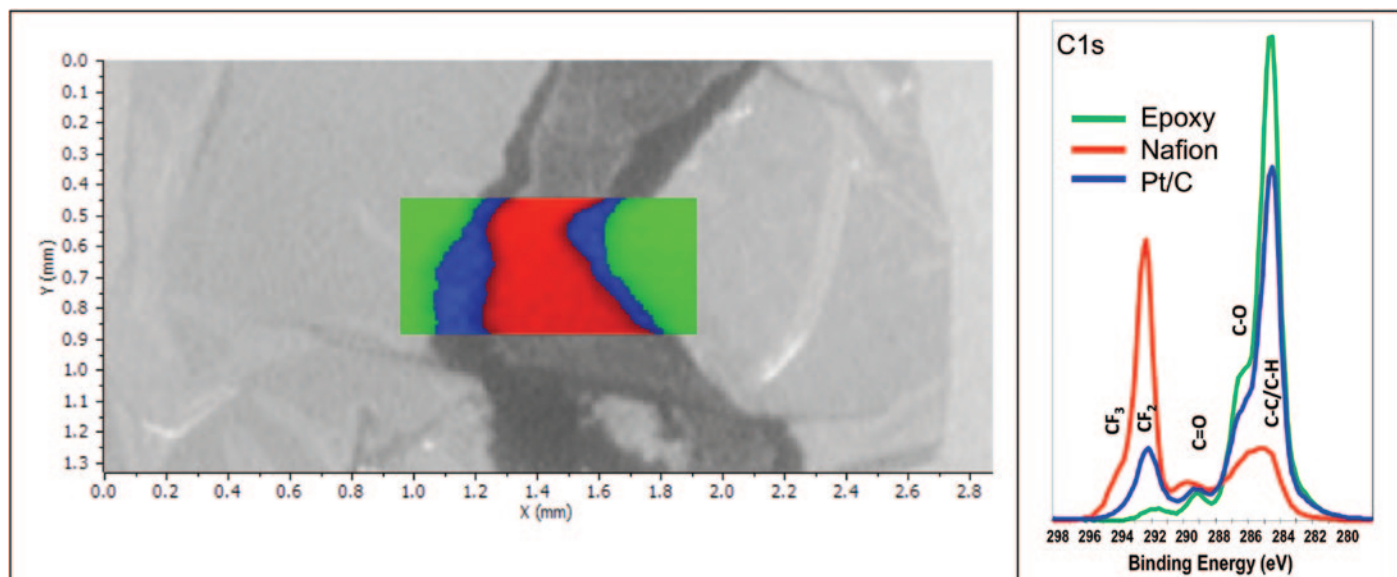 0.0
0.1
0.2
0.3
0.4
0.5
0.6
0.7
0.8
0.9
1.0
1.1
1.2
1.3
Y (mm)
0.0 0.2 0.4 0.6 0.8 1.0 1.2 1.4 1.6 1.8 2.0 2.2 2.4 2.6 2.8
X (mm)
C1s
Epoxy
Nafion
Pt/C
CF₃
CF₂
C=O
C-O
C-C/C-H
298 296 294 292 290 288 286 284 282 280
Binding Energy (eV)